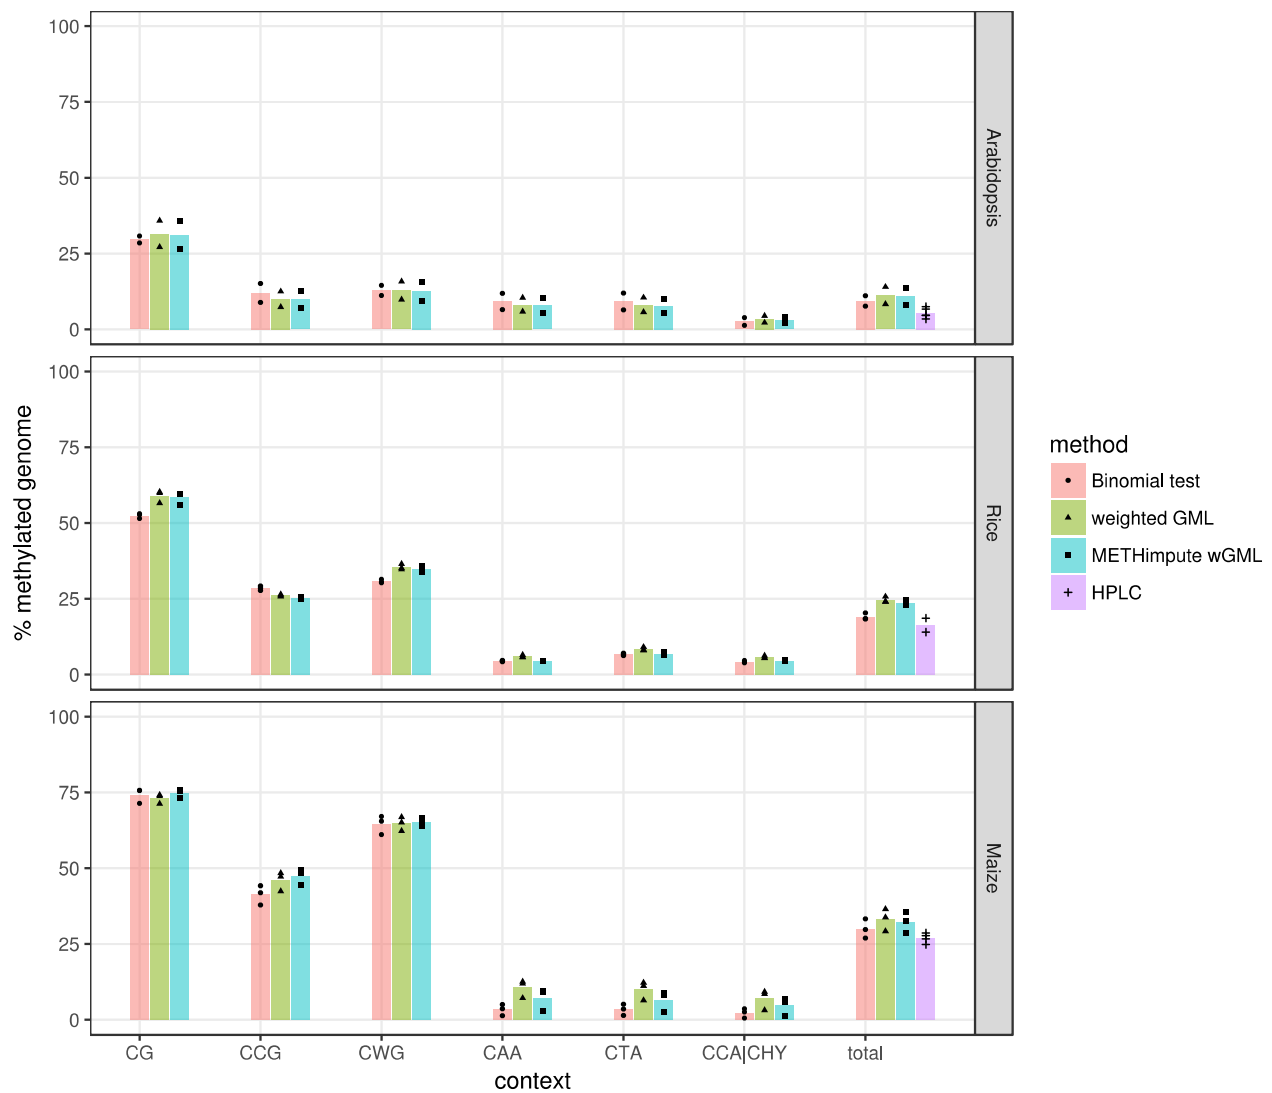 100
75
50
25
0
Arabidopsis
100
75
50
25
0
Rice
100
75
50
25
0
Maize
% methylated genome
CG CCG CWG CAA CTA CCA|CHY total
context
method
Binomial test
weighted GML
METHimpute wGML
HPLC